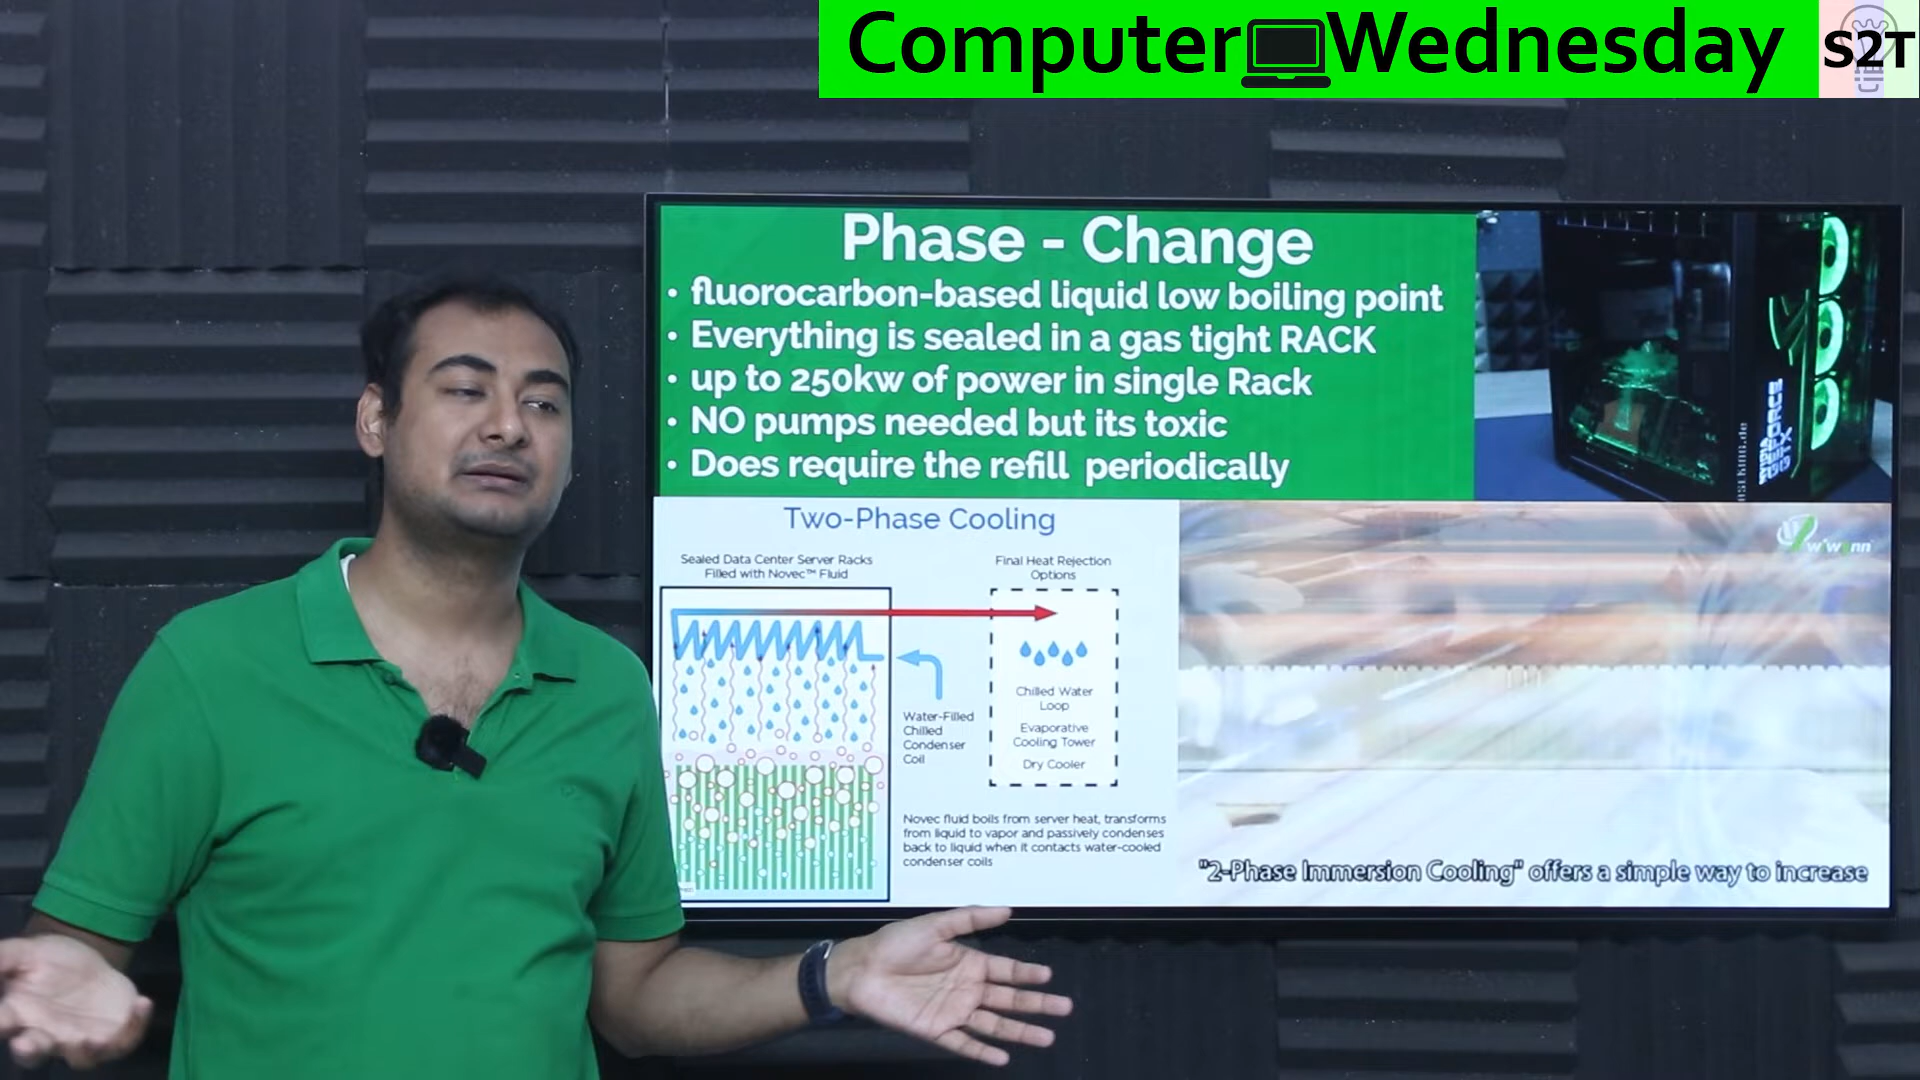 Computer Wednesday
S2T
Phase - Change
• fluorocarbon-based liquid low boiling point
• Everything is sealed in a gas tight RACK
• up to 250kw of power in single Rack
• NO pumps needed but its toxic
• Does require the refill periodically
GEFORCE
GTX
Two-Phase Cooling
Sealed Data Center Server Racks
Filled with Novec™ Fluid
Final Heat Rejection
Options
Chilled Water
Loop
Evaporative
Cooling Tower
Dry Cooler
Water-Filled
Chilled
Condenser
Coil
Novec fluid boils from server heat, transforms
from liquid to vapor and passively condenses
back to liquid when it contacts water-cooled
condenser coils
wiwynn
"2-Phase Immersion Cooling" offers a simple way to increase